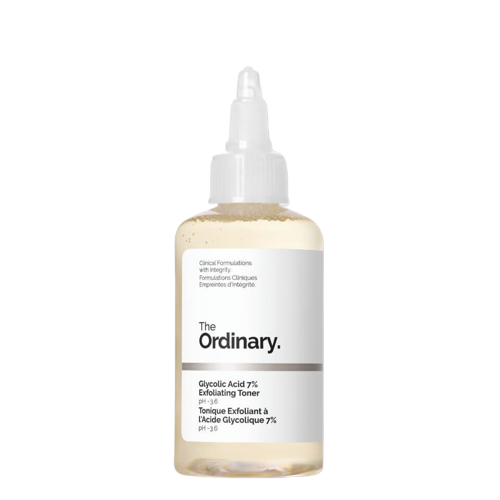 Clinical Formulations
with Integrity.
Formulations Cliniques
Empreintes d'Intégrité.
The
Ordinary.
Glycolic Acid 7%
Exfoliating Toner
pH ~3.6
Tonique Exfoliant à
l'Acide Glycolique 7%
pH ~3.6